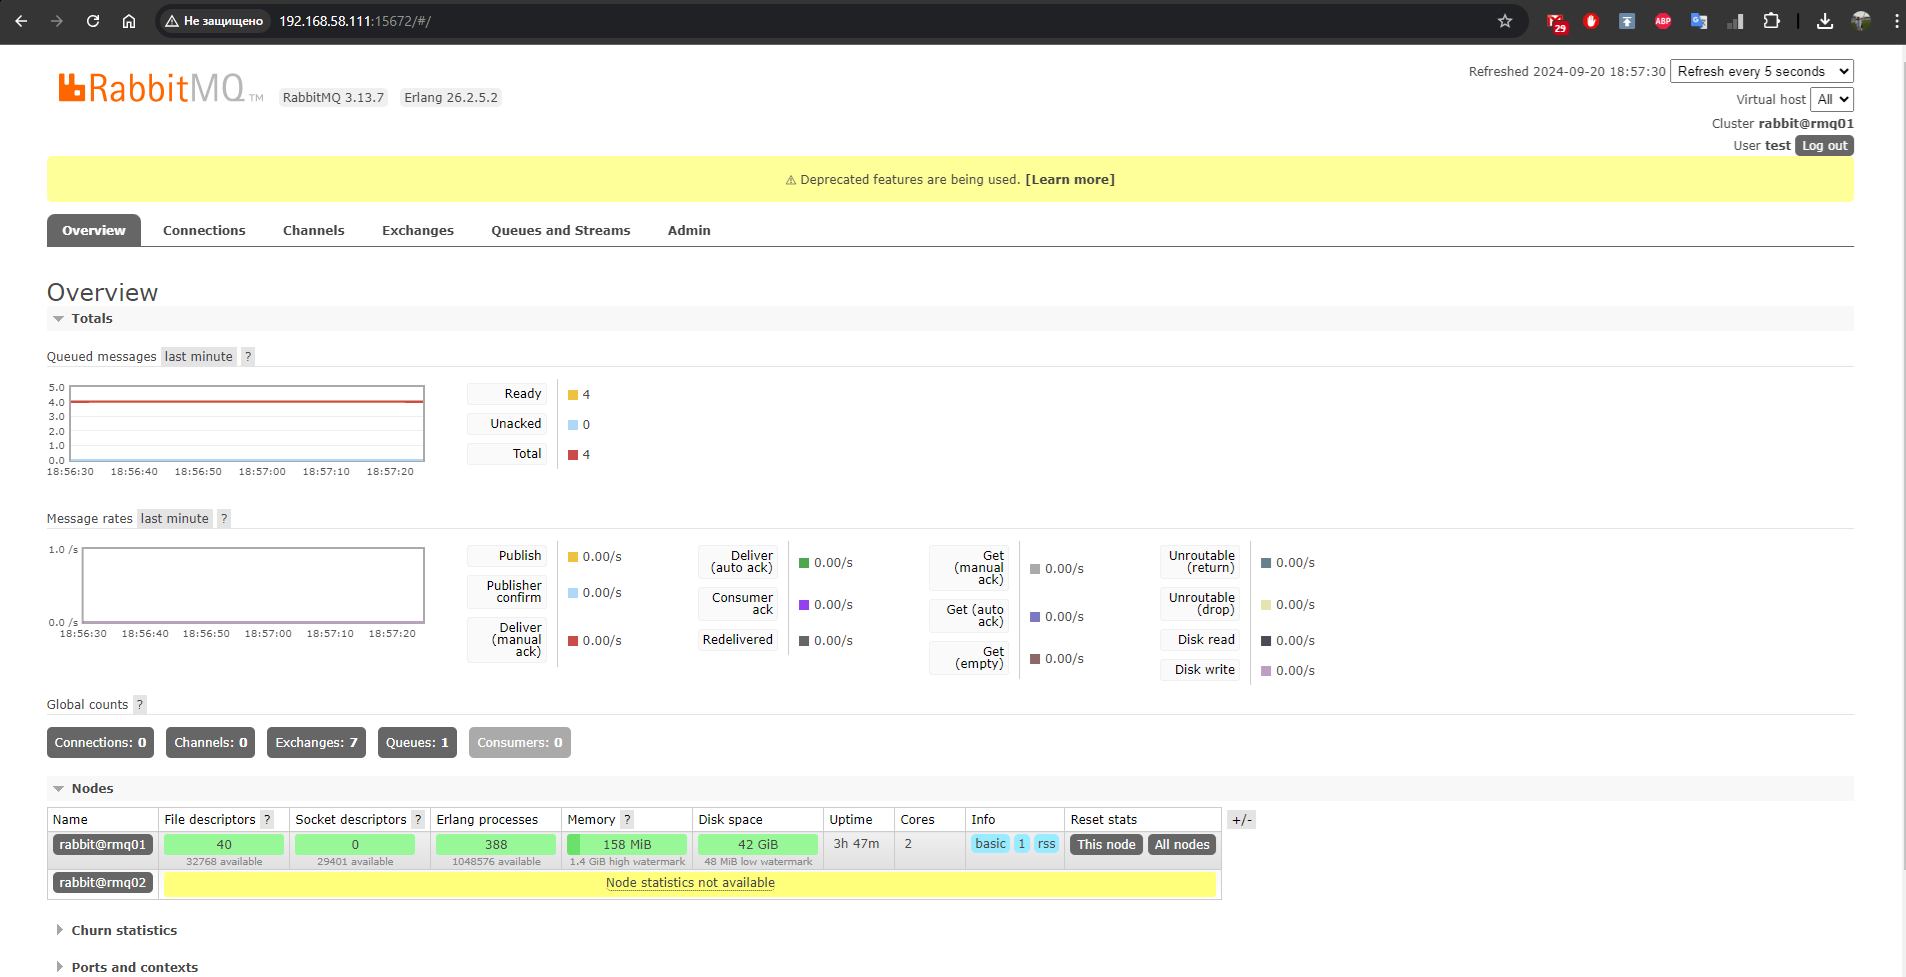 Не защищено 192.168.58.111:15672/#/
29
ABP
RabbitMQ TM RabbitMQ 3.13.7 Erlang 26.2.5.2
Refreshed 2024-09-20 18:57:30 Refresh every 5 seconds
Virtual host All
Cluster rabbit@rmq01
User test Log out
⚠ Deprecated features are being used. [Learn more]
Overview Connections Channels Exchanges Queues and Streams Admin
Overview
Totals
Queued messages last minute ?
5.0
4.0
3.0
2.0
1.0
0.0
18:56:30 18:56:40 18:56:50 18:57:00 18:57:10 18:57:20
Ready 4
Unacked 0
Total 4
Message rates last minute ?
1.0 /s
0.0 /s
18:56:30 18:56:40 18:56:50 18:57:00 18:57:10 18:57:20
Publish 0.00/s
Publisher
confirm 0.00/s
Deliver
(manual
ack) 0.00/s
Deliver
(auto ack) 0.00/s
Consumer
ack 0.00/s
Redelivered 0.00/s
Get
(manual
ack) 0.00/s
Get (auto
ack) 0.00/s
Get
(empty) 0.00/s
Unroutable
(return) 0.00/s
Unroutable
(drop) 0.00/s
Disk read 0.00/s
Disk write 0.00/s
Global counts ?
Connections: 0 Channels: 0 Exchanges: 7 Queues: 1 Consumers: 0
Nodes
Name File descriptors ? Socket descriptors ? Erlang processes Memory ? Disk space Uptime Cores Info Reset stats +/-
rabbit@rmq01 40 0 388 158 MiB 42 GiB 3h 47m 2 basic 1 rss This node All nodes
32768 available 29401 available 1048576 available 1.4 GiB high watermark 48 MiB low watermark
rabbit@rmq02 Node statistics not available
Churn statistics
Ports and contexts